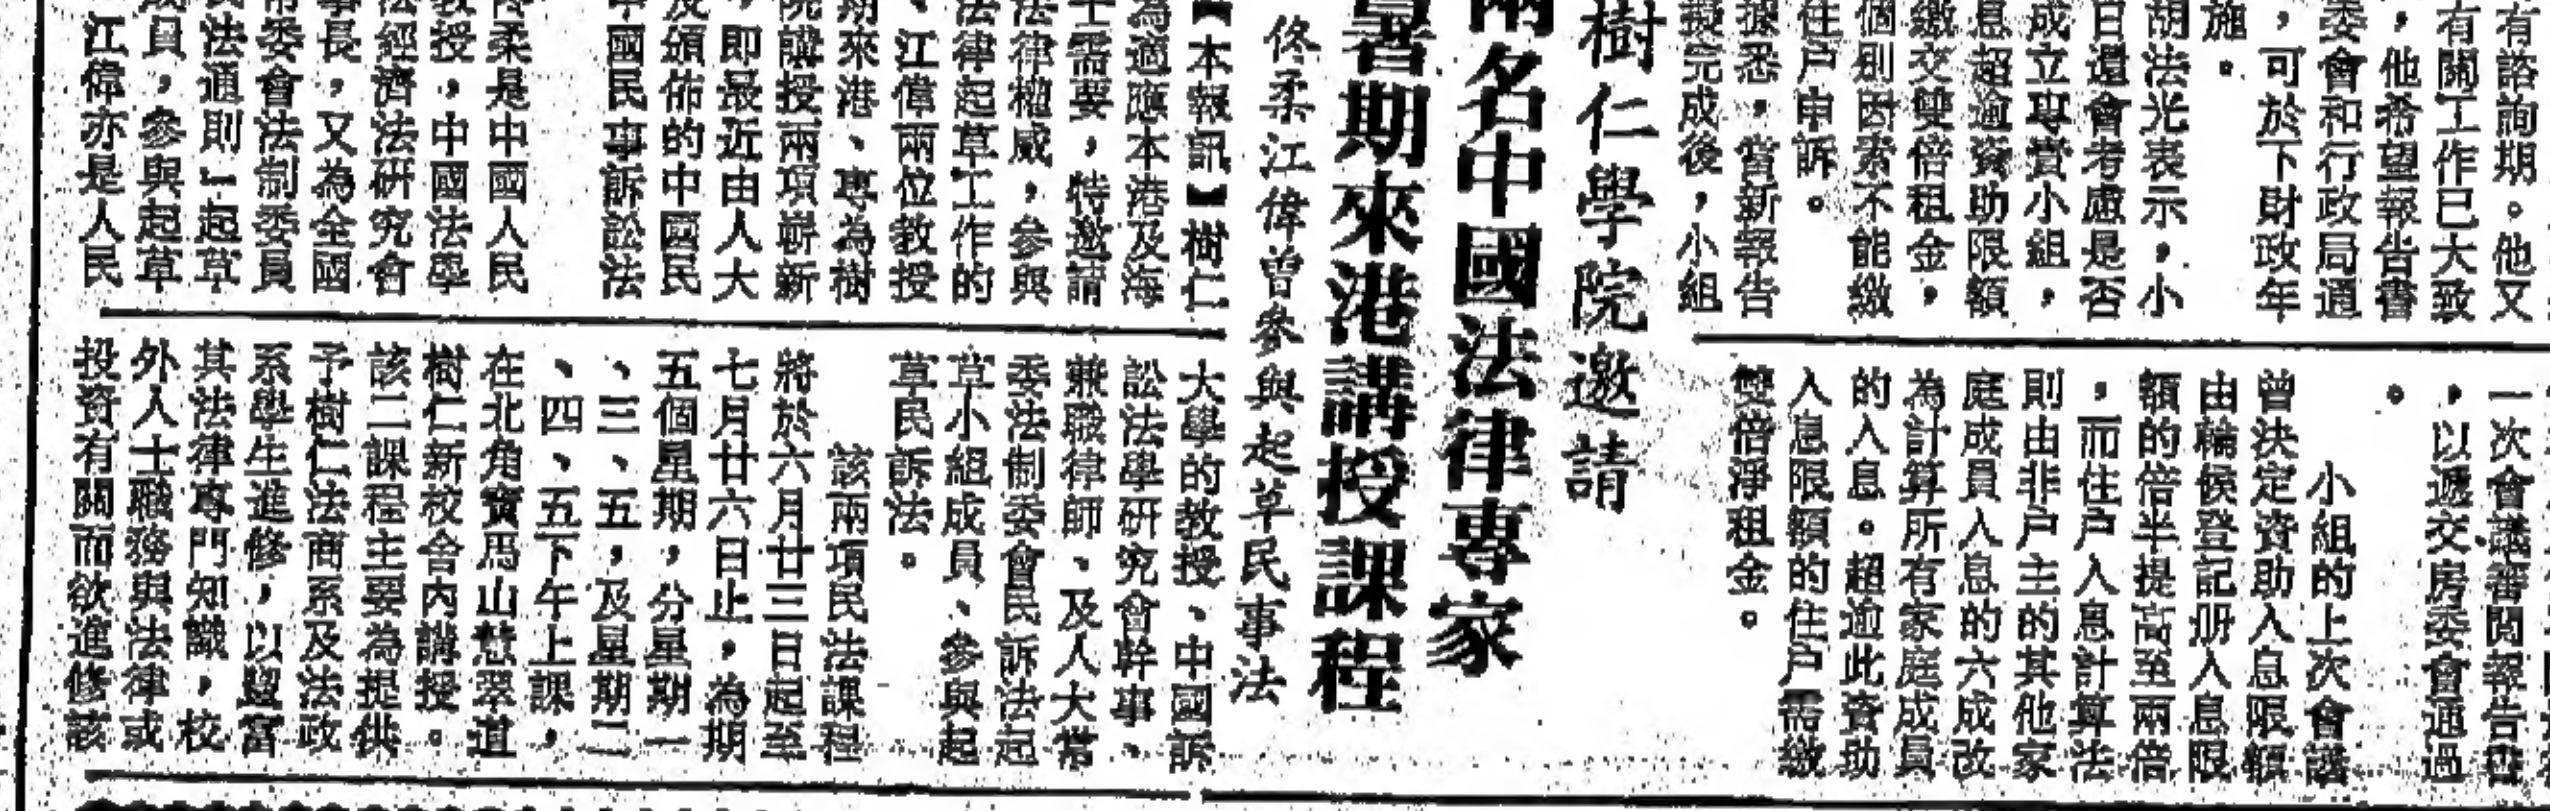 有諮詢期。他又
有關工作已大致
，他希望報告書
委會和行政局通
，可於下財政年
施。
胡法光表示，小
日還會考慮是否
成立專責小組，
息超逾資助限額
繳交雙倍租金，
個別因素不能繳
住户申訴。
據悉，當新報告
擬完成後，小組
一次會議審閱報告書
，以遞交房委會通過
。
小組的上次會議
曾決定資助入息限額
由輪候登記册入息限
額的倍半提高至兩倍
，而住户入息計算法
則由非户主的其他家
庭成員入息的六成改
為計算所有家庭成員
的入息。超逾此資助
入息限額的住户需繳
雙倍淨租金。
樹仁學院邀請
兩名中國法律專家
暑期來港講授課程
佟柔江偉曾參與起草民事法
【本報訊】樹仁
為適應本港及海
士需要，特邀請
法律權威，參與
法律起草工作的
、江偉兩位教授
期來港、專為樹
院講授兩項嶄新
，即最近由人大
及頒佈的中國民
中國民事訴訟法
佟柔是中國人民
教授，中國法學
法經濟法研究會
事長，又為全國
常委會法制委員
民法通則」起草
成員，參與起草
江偉亦是人民
大學的教授、中國訴
訟法學研究會幹事、
兼職律師、及人大常
委法制委會民訴法起
草小組成員、參與起
草民訴法。
該兩項民法課程
將於六月廿三日起至
七月廿六日止，為期
五個星期，分星期一
、三、五，及星期二
、四、五下午上課，
在北角寶馬山慧翠道
樹仁新校舍內講授。
該二課程主要為提供
予樹仁法商系及法政
系學生進修，以豐富
其法律專門知識，校
外人士職務與法律或
投資有關而欲進修該